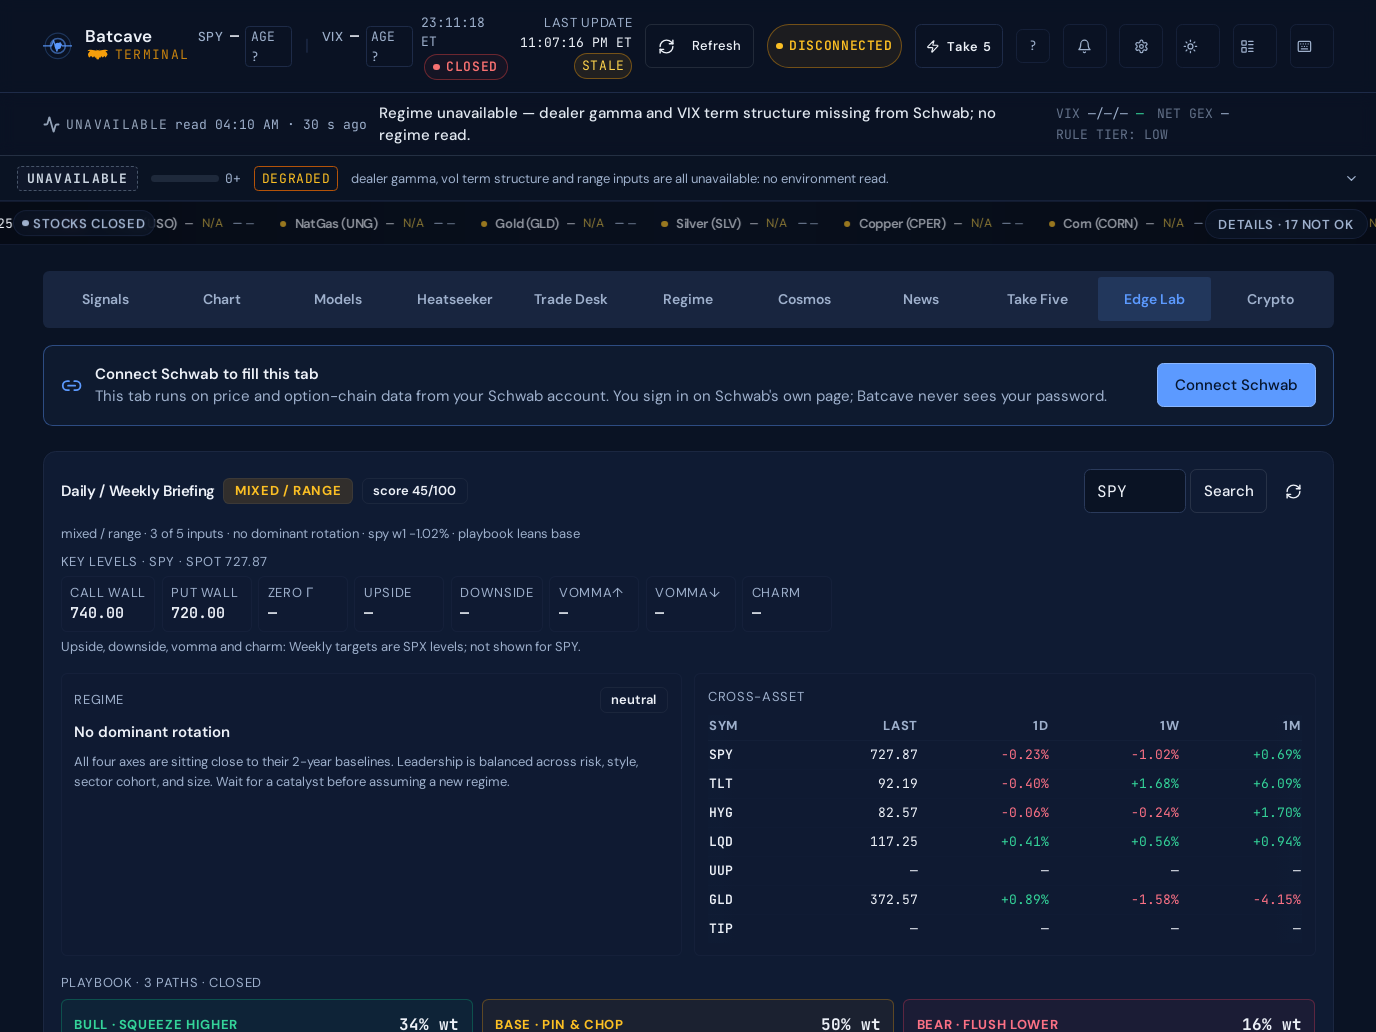 Batcave
TERMINAL
SPY — AGE ?
VIX — AGE ?
23:11:18 ET
CLOSED
LAST UPDATE
11:07:16 PM ET
STALE
Refresh
DISCONNECTED
Take 5
?
UNAVAILABLE read 04:10 AM · 30 s ago
Regime unavailable — dealer gamma and VIX term structure missing from Schwab; no
regime read.
VIX —/—/— — NET GEX —
RULE TIER: LOW
UNAVAILABLE 0+ DEGRADED dealer gamma, vol term structure and range inputs are all unavailable: no environment read.
25 STOCKS CLOSED SO) — N/A —— NatGas (UNG) — N/A —— Gold (GLD) — N/A —— Silver (SLV) — N/A —— Copper (CPER) — N/A —— Corn (CORN) — N/A — DETAILS · 17 NOT OK N
Signals Chart Models Heatseeker Trade Desk Regime Cosmos News Take Five Edge Lab Crypto
Connect Schwab to fill this tab
This tab runs on price and option-chain data from your Schwab account. You sign in on Schwab's own page; Batcave never sees your password.
Connect Schwab
Daily / Weekly Briefing MIXED / RANGE score 45/100
SPY Search
mixed / range · 3 of 5 inputs · no dominant rotation · spy w1 -1.02% · playbook leans base
KEY LEVELS · SPY · SPOT 727.87
CALL WALL PUT WALL ZERO Γ UPSIDE DOWNSIDE VOMMA↑ VOMMA↓ CHARM
740.00 720.00 — — — — — —
Upside, downside, vomma and charm: Weekly targets are SPX levels; not shown for SPY.
REGIME neutral
No dominant rotation
All four axes are sitting close to their 2-year baselines. Leadership is balanced across risk, style,
sector cohort, and size. Wait for a catalyst before assuming a new regime.
CROSS-ASSET
SYM LAST 1D 1W 1M
SPY 727.87 -0.23% -1.02% +0.69%
TLT 92.19 -0.40% +1.68% +6.09%
HYG 82.57 -0.06% -0.24% +1.70%
LQD 117.25 +0.41% +0.56% +0.94%
UUP — — — —
GLD 372.57 +0.89% -1.58% -4.15%
TIP — — — —
PLAYBOOK · 3 PATHS · CLOSED
BULL · SQUEEZE HIGHER 34% wt
BASE · PIN & CHOP 50% wt
BEAR · FLUSH LOWER 16% wt